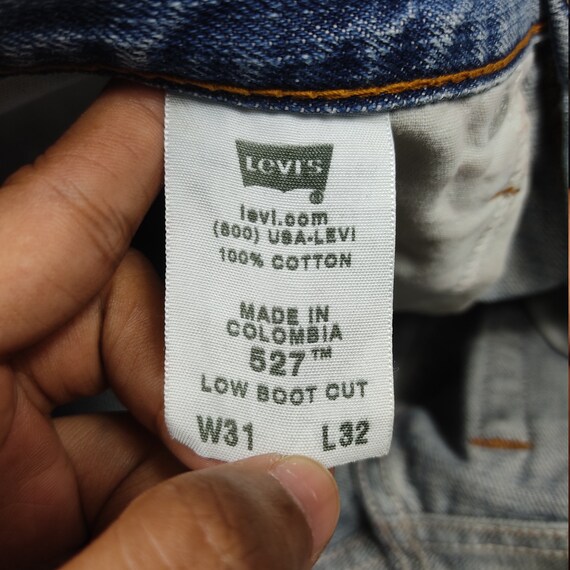 Levi's
®
levi.com
(800) USA-LEVI
100% COTTON
MADE IN
COLOMBIA
527™
LOW BOOT CUT
W31 L32